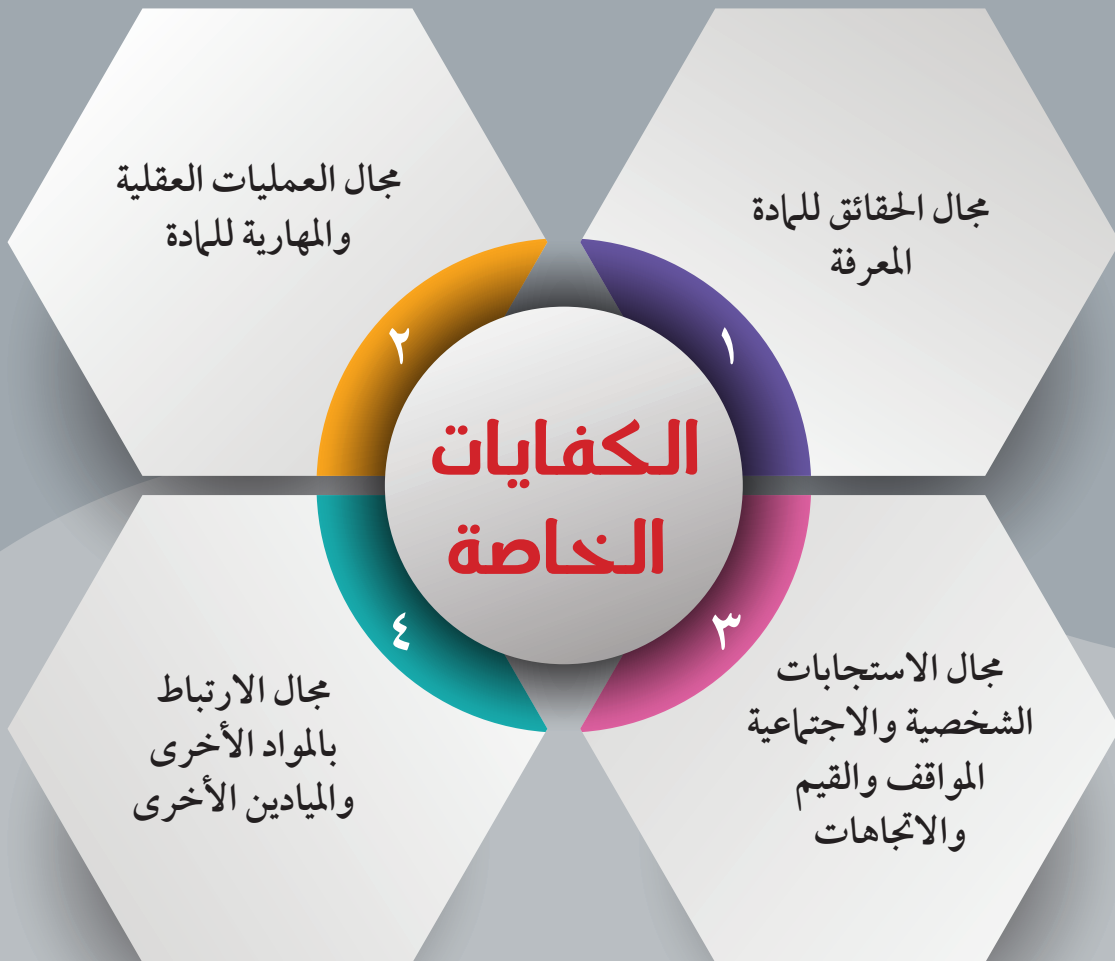 الكفايات
الخاصة
١
مجال الحقائق للمادة
المعرفة
٢
مجال العمليات العقلية
والمهارية للمادة
٣
مجال الاستجابات
الشخصية والاجتماعية
المواقف والقيم
والاتجاهات
٤
مجال الارتباط
بالمواد الأخرى
والميادين الأخرى